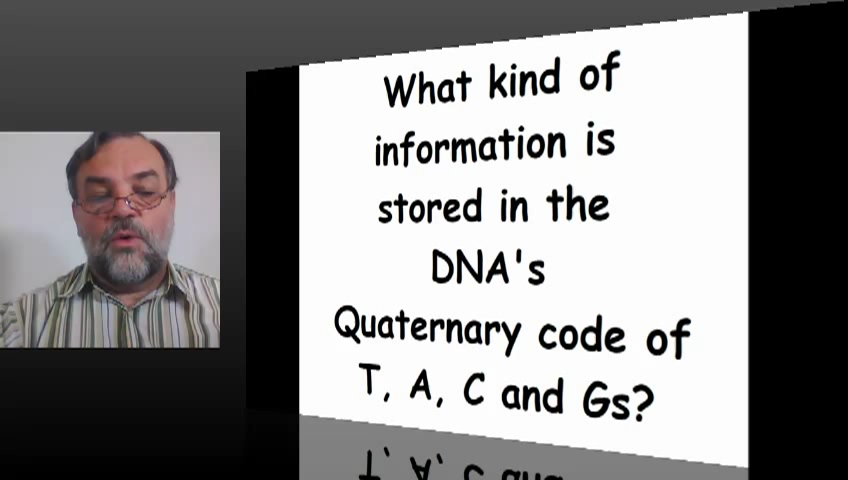 What kind of
information is
stored in the
DNA's
Quaternary code of
T, A, C and Gs?